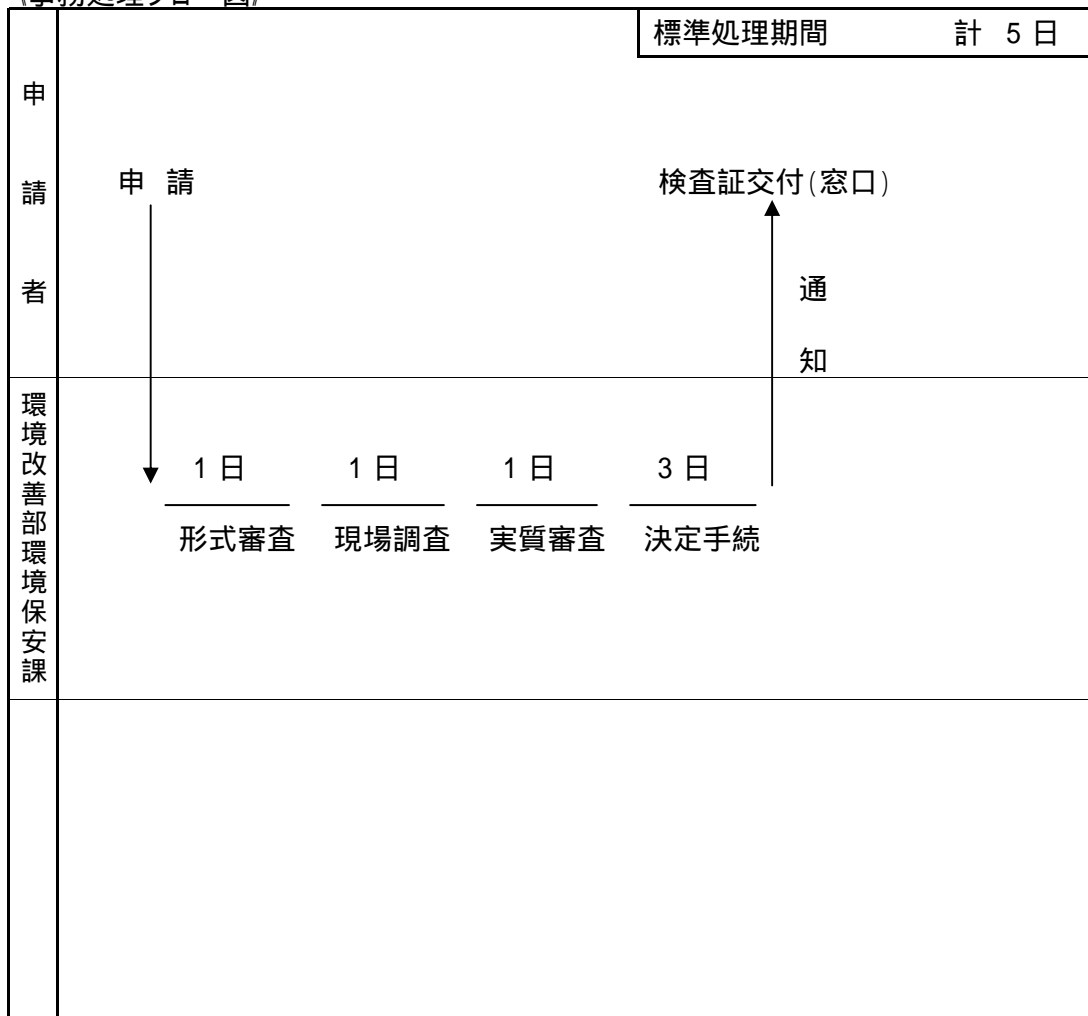 標準処理期間 計 5日
申請者
申 請
検査証交付(窓口)
通知
環境改善部環境保安課
1日 1日 1日 3日
形式審査 現場調査 実質審査 決定手続